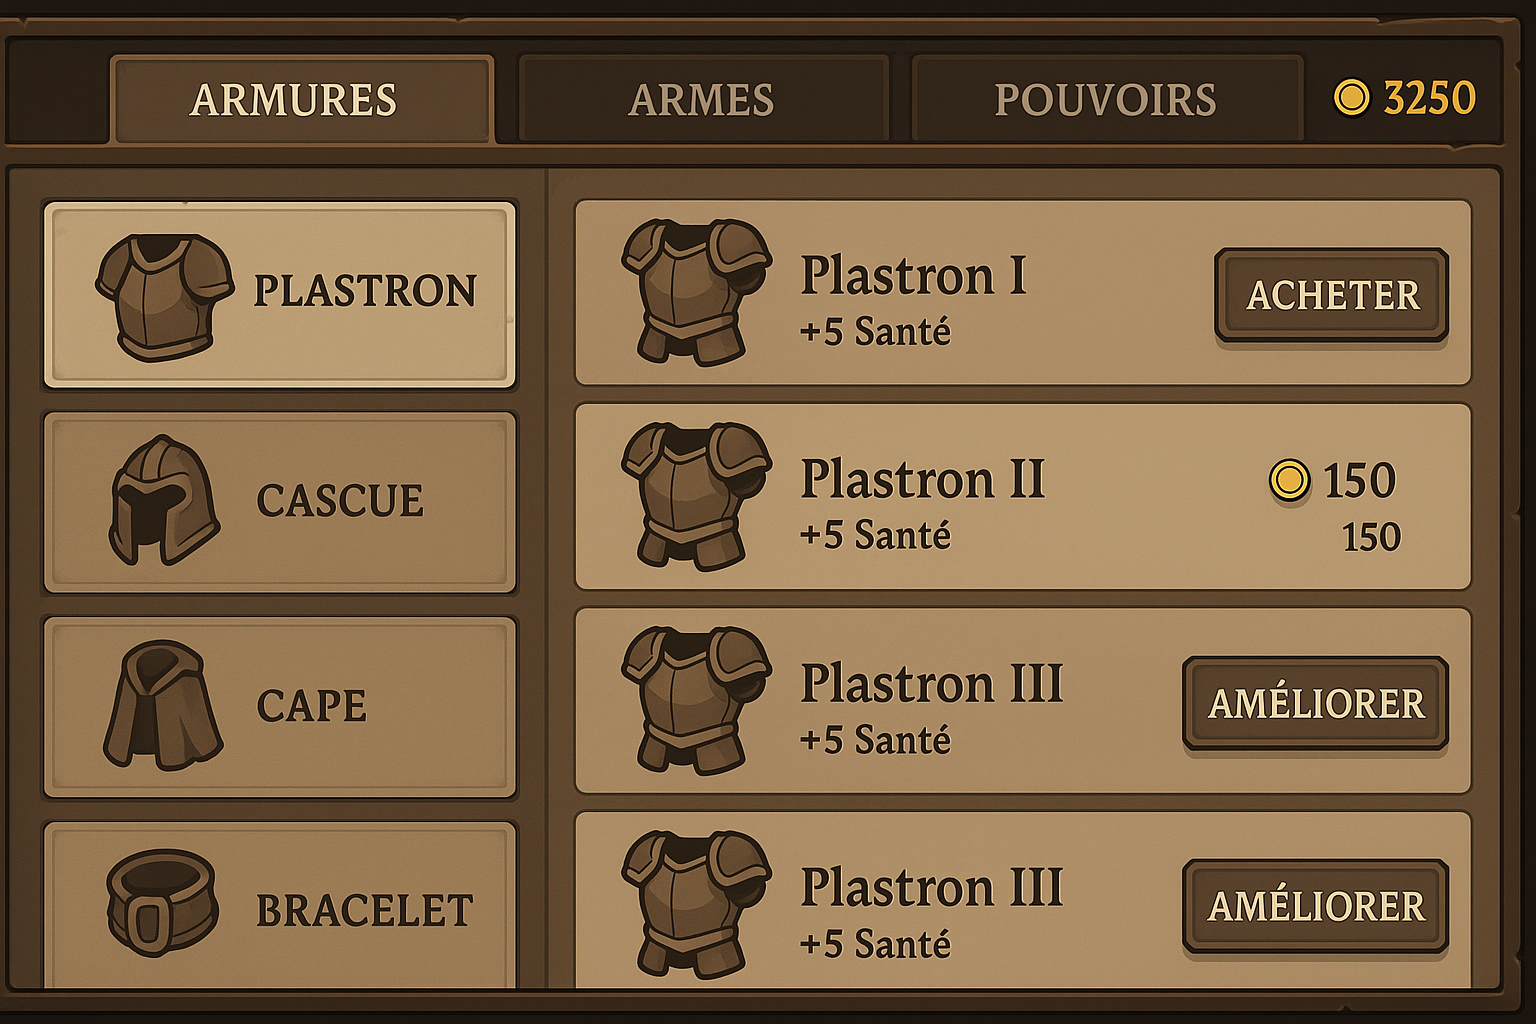 ARMURES
ARMES
POUVOIRS
3250
PLASTRON
CASCUE
CAPE
BRACELET
Plastron I
+5 Santé
ACHETER
Plastron II
+5 Santé
150
150
Plastron III
+5 Santé
AMÉLIORER
Plastron III
+5 Santé
AMÉLIORER